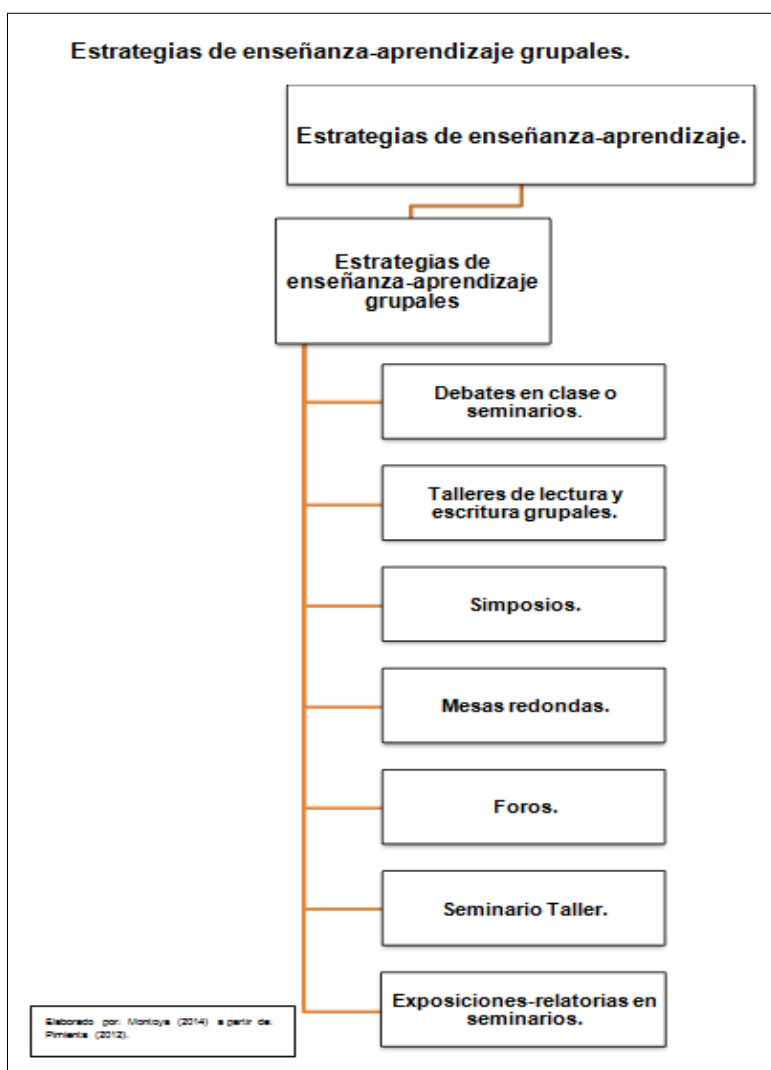 Estrategias de enseñanza-aprendizaje grupales.
Estrategias de enseñanza-aprendizaje.
Estrategias de
enseñanza-aprendizaje
grupales
Debates en clase o
seminarios.
Talleres de lectura y
escritura grupales.
Simposios.
Mesas redondas.
Foros.
Seminario Taller.
Exposiciones-relatorias en
seminarios.
Elaborado por: Montoya (2014) a partir de:
Pimienta (2012).